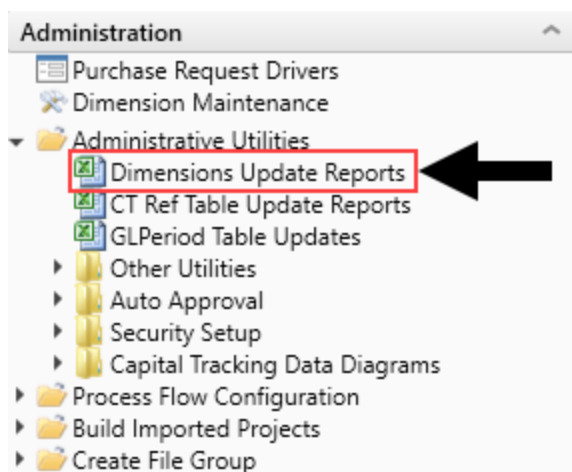 Administration
Purchase Request Drivers
Dimension Maintenance
Administrative Utilities
Dimensions Update Reports
CT Ref Table Update Reports
GLPeriod Table Updates
Other Utilities
Auto Approval
Security Setup
Capital Tracking Data Diagrams
Process Flow Configuration
Build Imported Projects
Create File Group